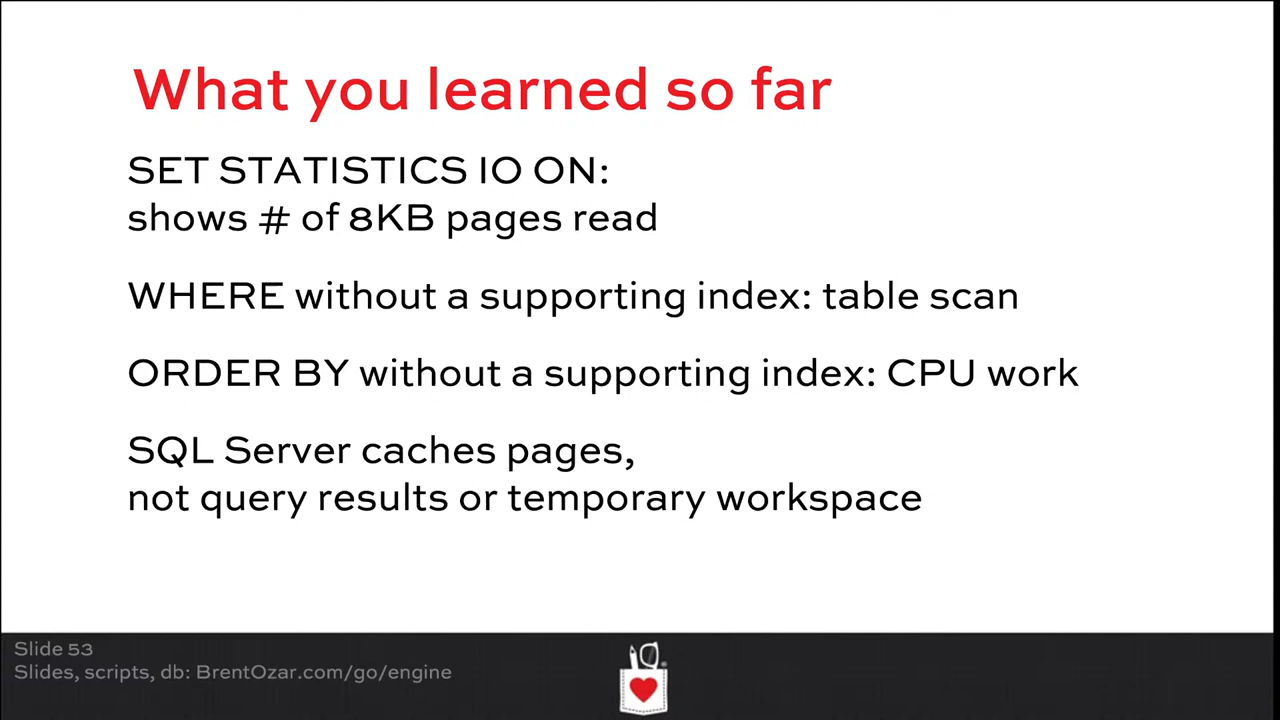 What you learned so far
SET STATISTICS IO ON:
shows # of 8KB pages read
WHERE without a supporting index: table scan
ORDER BY without a supporting index: CPU work
SQL Server caches pages,
not query results or temporary workspace
Slide 53
Slides, scripts, db: BrentOzar.com/go/engine